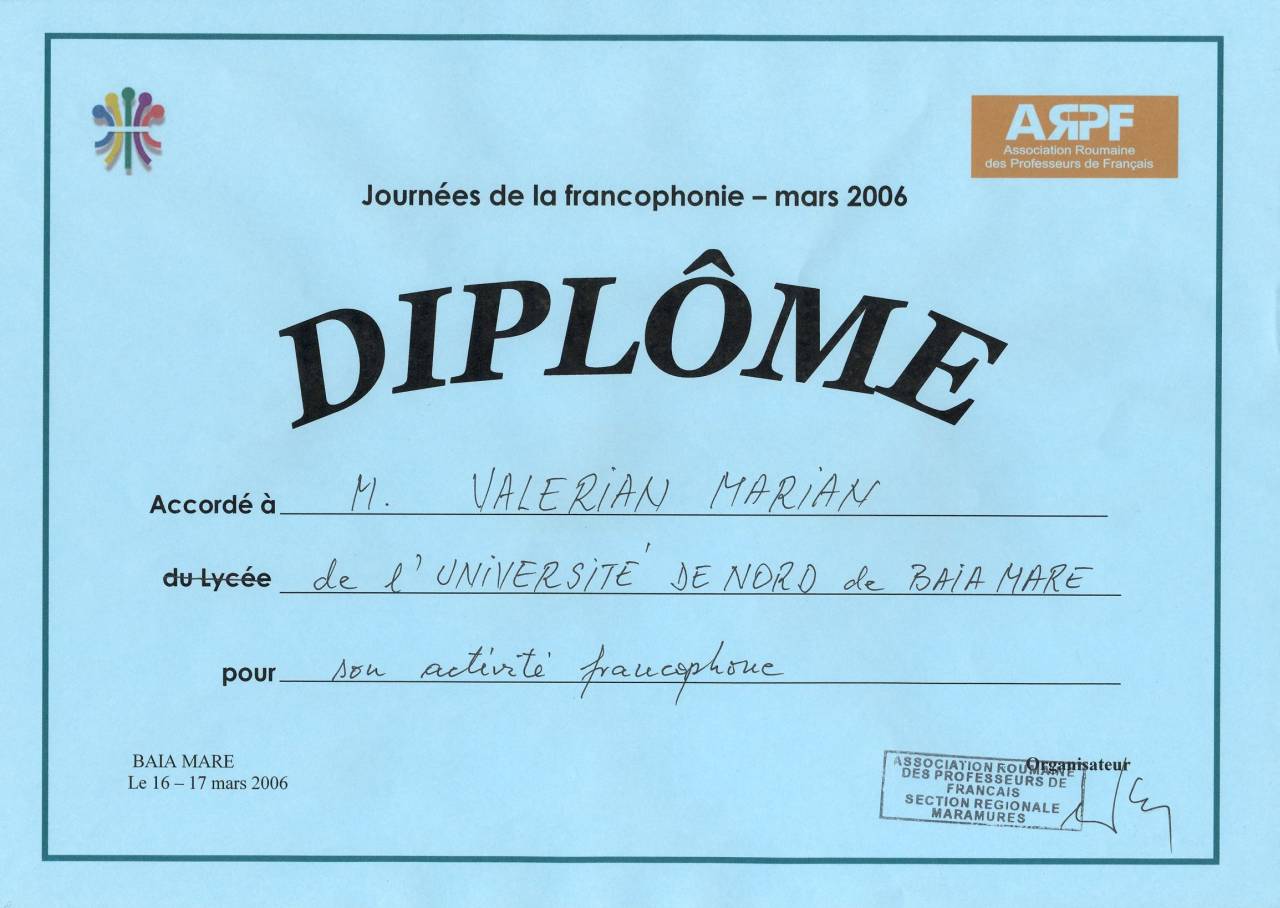 ARPF
Association Roumaine
des Professeurs de Français
Journées de la francophonie – mars 2006
DIPLÔME
Accordé à M. VALERIAN MARIAN
du Lycée de l'UNIVERSITÉ DE NORD de BAIA MARE
pour son activité francophone
BAIA MARE
Le 16 – 17 mars 2006
Organisateur
ASSOCIATION ROUMAINE
DES PROFESSEURS DE
FRANCAIS
SECTION REGIONALE
MARAMURES